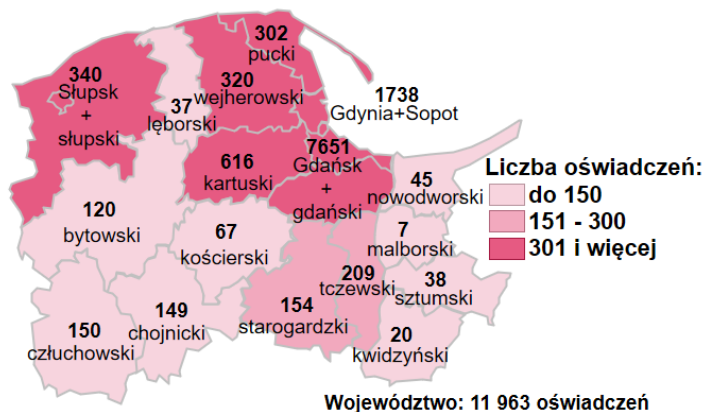 302
pucki
340
Słupsk
+
słupski
37
lęborski
320
wejherowski
1738
Gdynia+Sopot
616
kartuski
7651
Gdańsk
+
gdański
45
nowodworski
Liczba oświadczeń:
do 150
151 - 300
301 i więcej
120
bytowski
67
kościerski
7
malborski
209
tczewski
38
sztumski
150
człuchowski
149
chojnicki
154
starogardzki
20
kwidzyński
Województwo: 11 963 oświadczeń